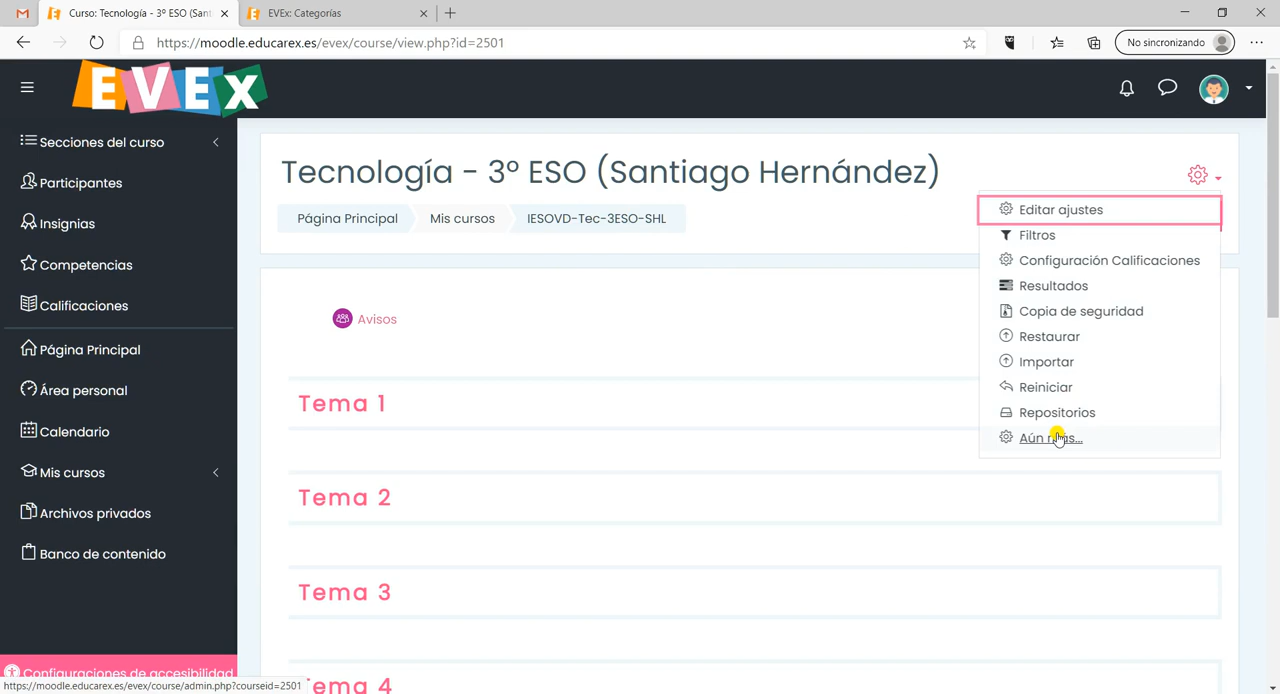 Curso: Tecnología - 3º ESO (Sant
EVEx: Categorías
https://moodle.educarex.es/evex/course/view.php?id=2501
No sincronizando
EVEX
Secciones del curso
Participantes
Insignias
Competencias
Calificaciones
Página Principal
Área personal
Calendario
Mis cursos
Archivos privados
Banco de contenido
Configuraciones de accesibilidad
https://moodle.educarex.es/evex/course/admin.php?courseid=2501
Tecnología - 3º ESO (Santiago Hernández)
Página Principal
Mis cursos
IESOVD-Tec-3ESO-SHL
Editar ajustes
Filtros
Configuración Calificaciones
Resultados
Copia de seguridad
Restaurar
Importar
Reiniciar
Repositorios
Aún más...
Avisos
Tema 1
Tema 2
Tema 3
Tema 4